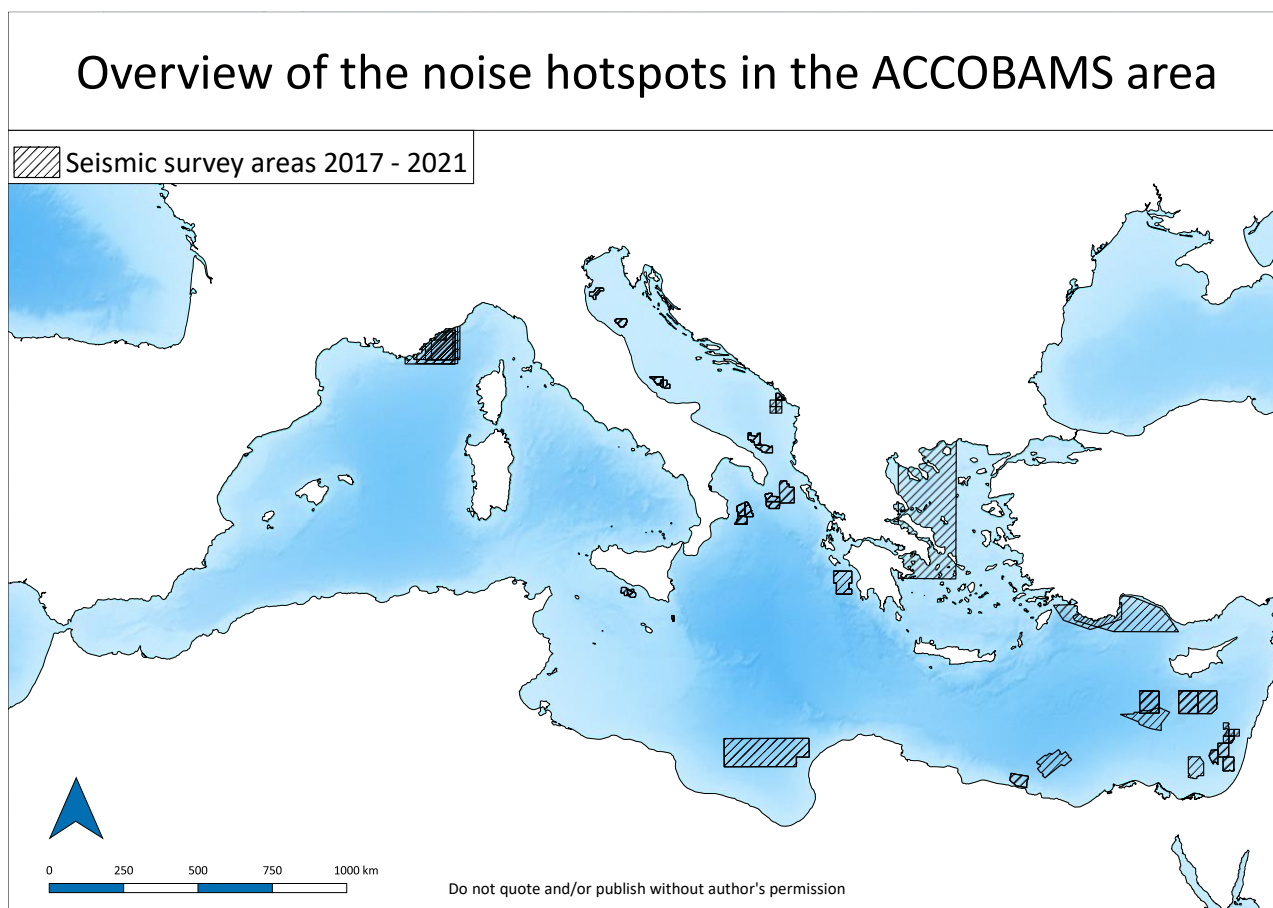 Overview of the noise hotspots in the ACCOBAMS area
Seismic survey areas 2017 - 2021
0 250 500 750 1000 km
Do not quote and/or publish without author's permission